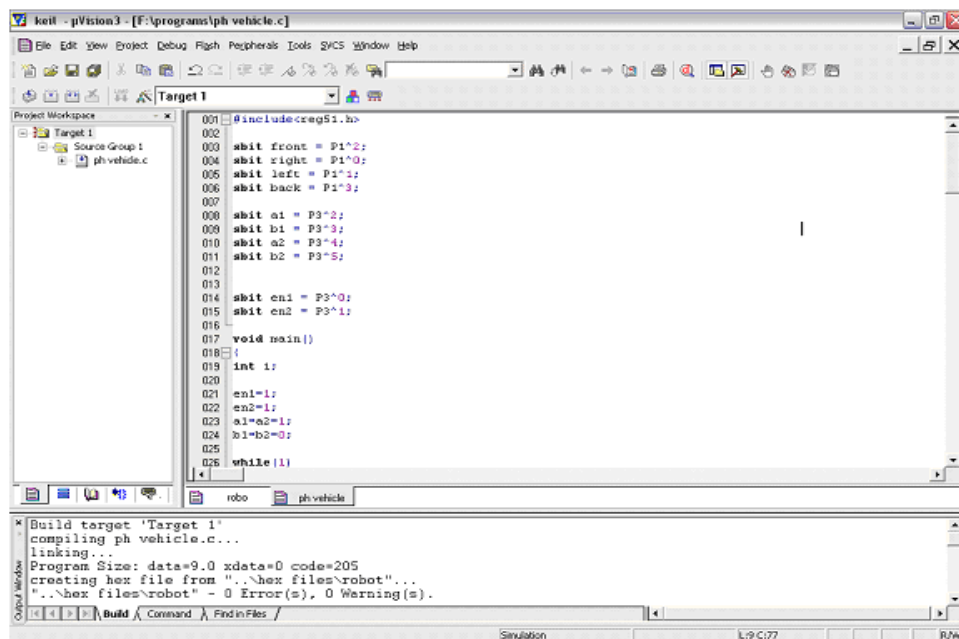 keil - µVision3 - [F:\programs\ph vehicle.c]
File Edit View Project Debug Flash Peripherals Tools SVCS Window Help
Target 1
Project Workspace
Target 1
Source Group 1
ph vehicle.c
001 #include<reg51.h>
002
003 sbit front = P1^2;
004 sbit right = P1^0;
005 sbit left = P1^1;
006 sbit back = P1^3;
007
008 sbit a1 = P3^2;
009 sbit b1 = P3^3;
010 sbit a2 = P3^4;
011 sbit b2 = P3^5;
012
013
014 sbit en1 = P3^0;
015 sbit en2 = P3^1;
016
017 void main()
018 {
019 int i;
020
021 en1=1;
022 en2=1;
023 a1=a2=1;
024 b1=b2=0;
025
026 while(1)
robo ph vehicle
Build target 'Target 1'
compiling ph vehicle.c...
linking...
Program Size: data=9.0 xdata=0 code=205
creating hex file from "..\hex files\robot"...
"..\hex files\robot" - 0 Error(s), 0 Warning(s).
Output Window
Build Command Find in Files
Simulation L:9 C:77 R/W